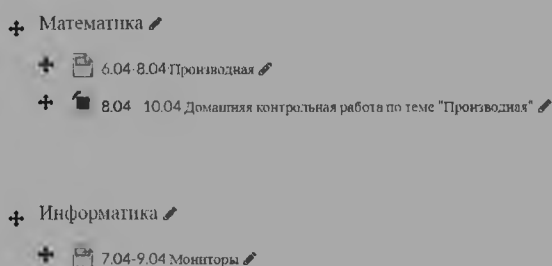 Математика
6.04-8.04 Производная
8.04 10.04 Домашняя контрольная работа по теме "Производная"
Информатика
7.04-9.04 Мониторы